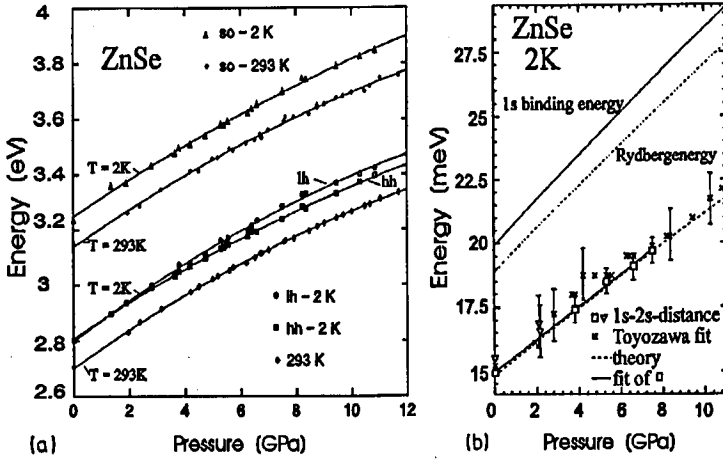 4
3.8
3.6
3.4
3.2
3
2.8
2.6
Energy (eV)
ZnSe
so-2K
so-293K
T=2K
T=293K
lh
hh
T=2K
lh-2K
hh-2K
293K
T=293K
0 2 4 6 8 10 12
(a) Pressure (GPa)
27.5
25
22.5
20
17.5
15
Energy (meV)
ZnSe
2K
1s binding energy
Rydbergenergy
1s-2s-distance
Toyozawa fit
theory
fit of
0 2 4 6 8 10
(b) Pressure (GPa)